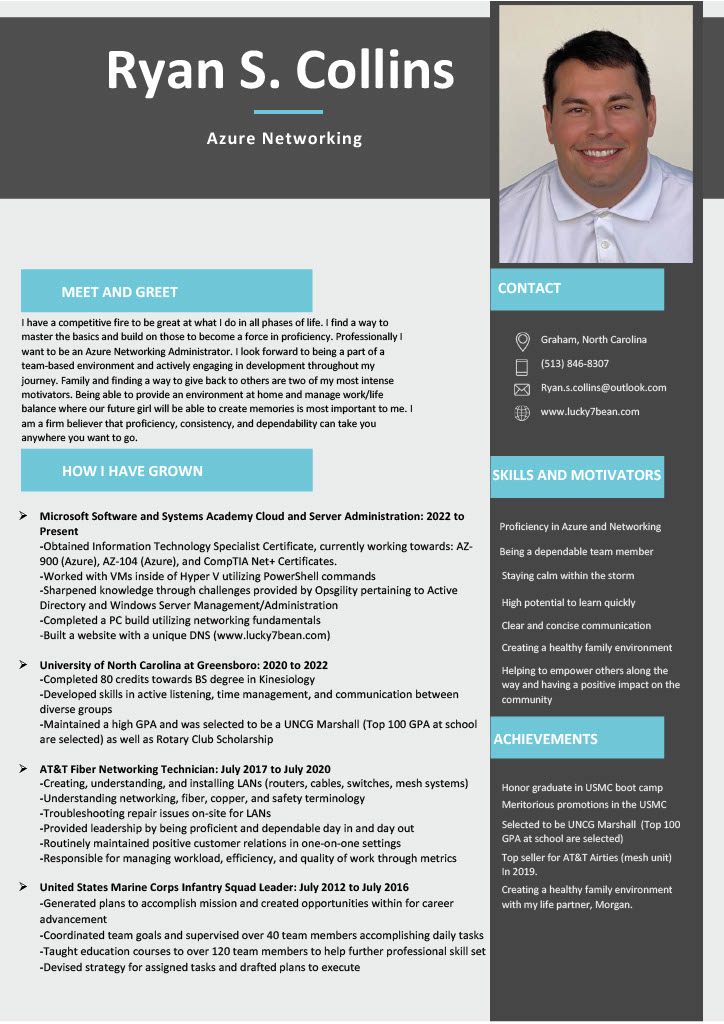 Ryan S. Collins
Azure Networking
MEET AND GREET
I have a competitive fire to be great at what I do in all phases of life. I find a way to
master the basics and build on those to become a force in proficiency. Professionally I
want to be an Azure Networking Administrator. I look forward to being a part of a
team-based environment and actively engaging in development throughout my
journey. Family and finding a way to give back to others are two of my most intense
motivators. Being able to provide an environment at home and manage work/life
balance where our future girl will be able to create memories is most important to me. I
am a firm believer that proficiency, consistency, and dependability can take you
anywhere you want to go.
HOW I HAVE GROWN
➢ Microsoft Software and Systems Academy Cloud and Server Administration: 2022 to
Present
-Obtained Information Technology Specialist Certificate, currently working towards: AZ-
900 (Azure), AZ-104 (Azure), and CompTIA Net+ Certificates.
-Worked with VMs inside of Hyper V utilizing PowerShell commands
-Sharpened knowledge through challenges provided by Opsgility pertaining to Active
Directory and Windows Server Management/Administration
-Completed a PC build utilizing networking fundamentals
-Built a website with a unique DNS (www.lucky7bean.com)
➢ University of North Carolina at Greensboro: 2020 to 2022
-Completed 80 credits towards BS degree in Kinesiology
-Developed skills in active listening, time management, and communication between
diverse groups
-Maintained a high GPA and was selected to be a UNCG Marshall (Top 100 GPA at school
are selected) as well as Rotary Club Scholarship
➢ AT&T Fiber Networking Technician: July 2017 to July 2020
-Creating, understanding, and installing LANs (routers, cables, switches, mesh systems)
-Understanding networking, fiber, copper, and safety terminology
-Troubleshooting repair issues on-site for LANs
-Provided leadership by being proficient and dependable day in and day out
-Routinely maintained positive customer relations in one-on-one settings
-Responsible for managing workload, efficiency, and quality of work through metrics
➢ United States Marine Corps Infantry Squad Leader: July 2012 to July 2016
-Generated plans to accomplish mission and created opportunities within for career
advancement
-Coordinated team goals and supervised over 40 team members accomplishing daily tasks
-Taught education courses to over 120 team members to help further professional skill set
-Devised strategy for assigned tasks and drafted plans to execute
CONTACT
Graham, North Carolina
(513) 846-8307
Ryan.s.collins@outlook.com
www.lucky7bean.com
SKILLS AND MOTIVATORS
Proficiency in Azure and Networking
Being a dependable team member
Staying calm within the storm
High potential to learn quickly
Clear and concise communication
Creating a healthy family environment
Helping to empower others along the
way and having a positive impact on the
community
ACHIEVEMENTS
Honor graduate in USMC boot camp
Meritorious promotions in the USMC
Selected to be UNCG Marshall (Top 100
GPA at school are selected)
Top seller for AT&T Airties (mesh unit)
In 2019.
Creating a healthy family environment
with my life partner, Morgan.